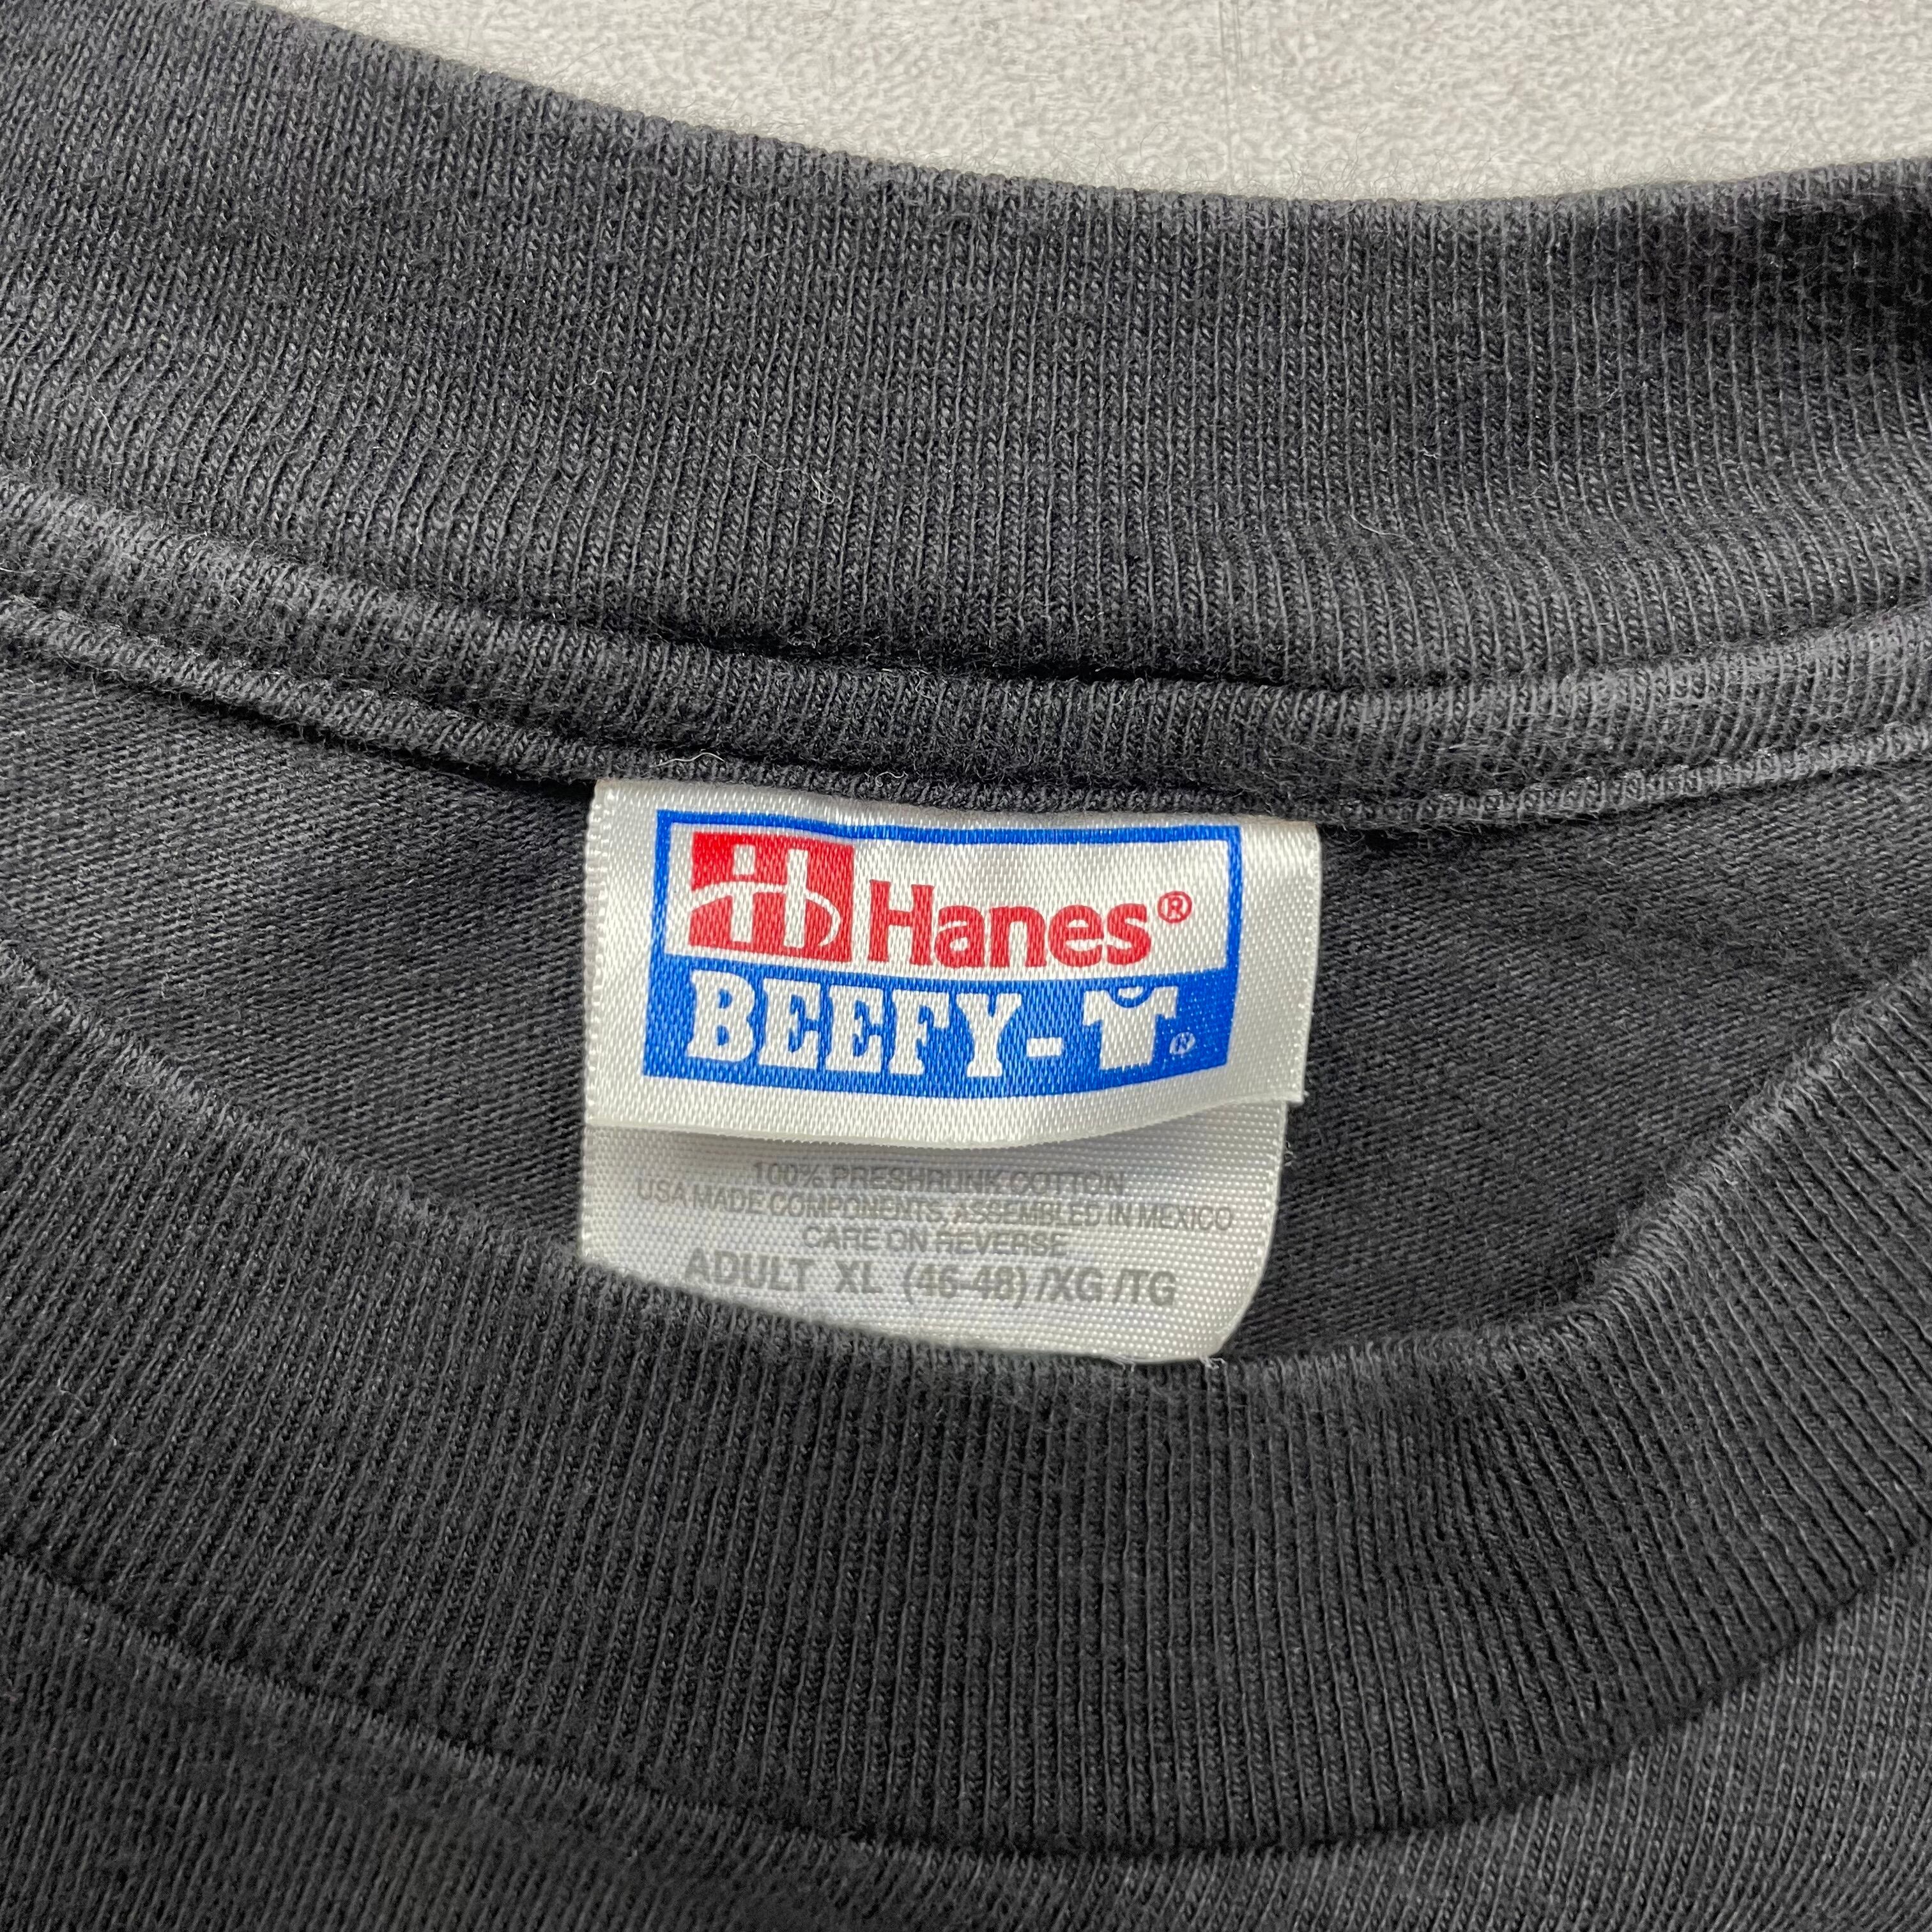 Hanes®
BEEFY-
100% PRESHRUNK COTTON
USA MADE COMPONENTS, ASSEMBLED IN MEXICO
CARE ON REVERSE
ADULT XL (46-48) /XG /TG